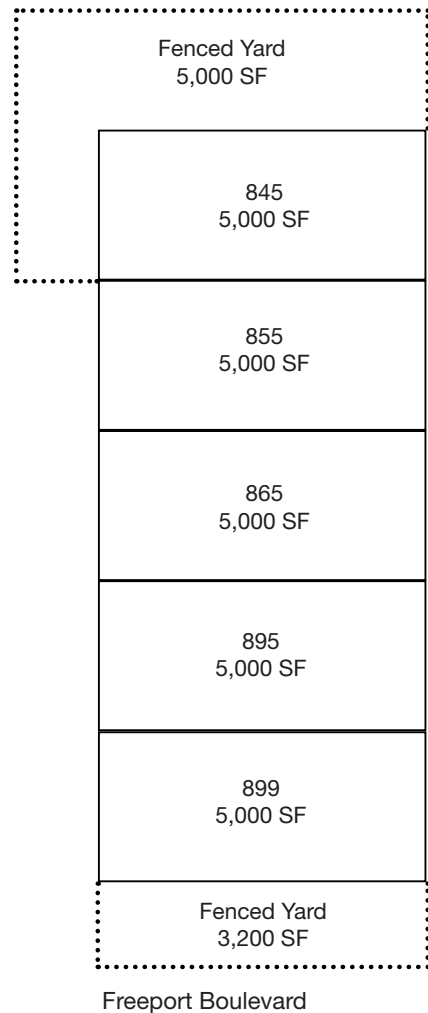 Fenced Yard
5,000 SF
845
5,000 SF
855
5,000 SF
865
5,000 SF
895
5,000 SF
899
5,000 SF
Fenced Yard
3,200 SF
Freeport Boulevard